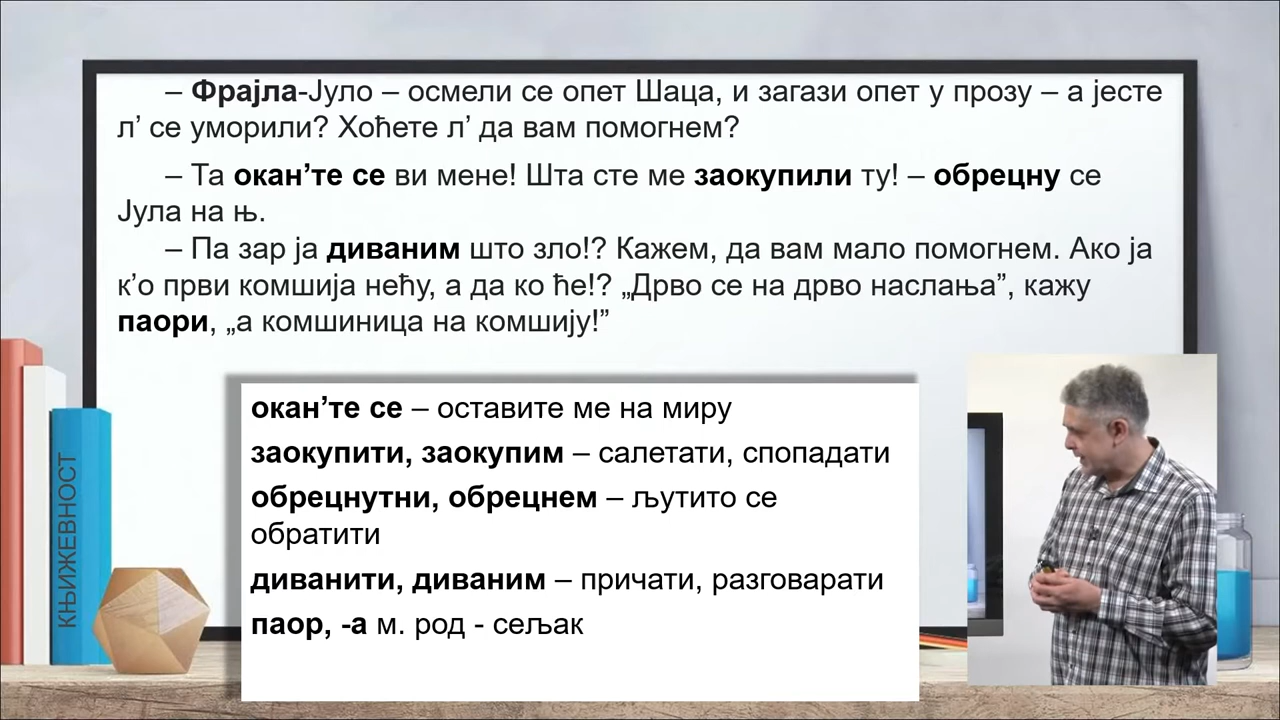 – Фрајла-Јуло – осмели се опет Шаца, и загази опет у прозу – а јесте
л’ се уморили? Хоћете л’ да вам помогнем?
– Та окан’те се ви мене! Шта сте ме заокупили ту! – обрецну се
Јула на њ.
– Па зар ја диваним што зло!? Кажем, да вам мало помогнем. Ако ја
к’о први комшија нећу, а да ко ће!? „Дрво се на дрво наслања”, кажу
паори, „а комшиница на комшију!”
окан’те се – оставите ме на миру
заокупити, заокупим – салетати, спопадати
обрецнутни, обрецнем – љутито се
обратити
диванити, диваним – причати, разговарати
паор, -а м. род - сељак
КЊИЖЕВНОСТ